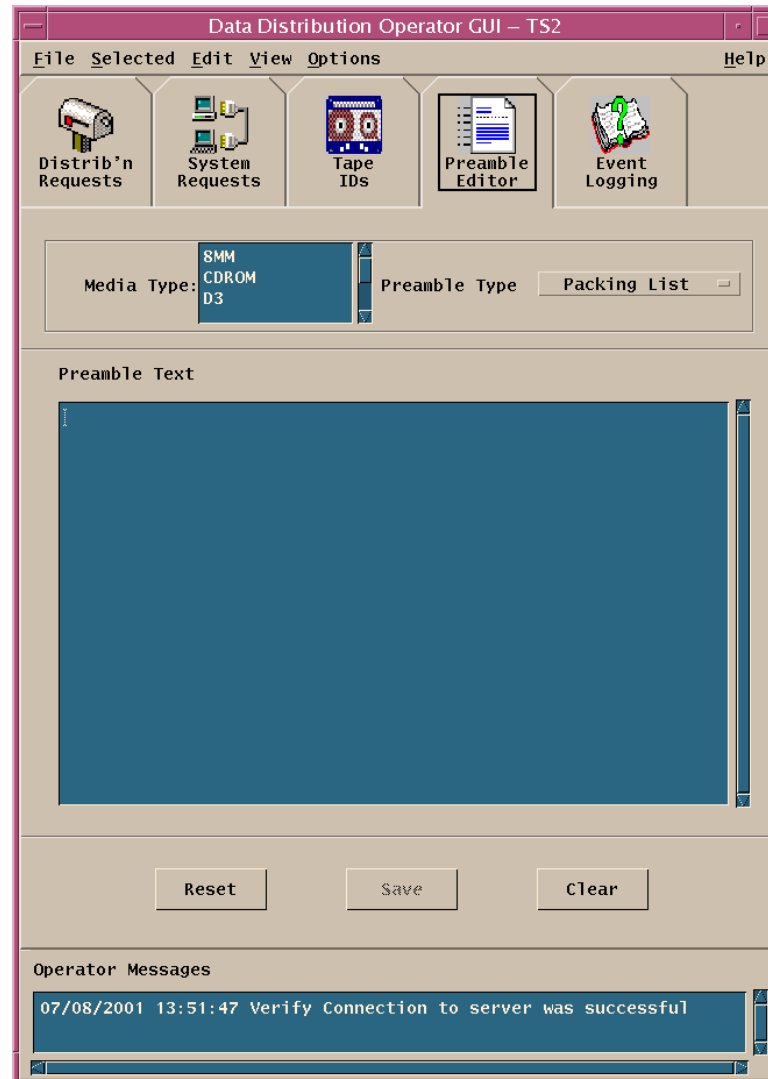 Data Distribution Operator GUI – TS2
File Selected Edit View Options Help
Distrib'n Requests
System Requests
Tape IDs
Preamble Editor
Event Logging
Media Type:
8MM
CDROM
D3
Preamble Type
Packing List
Preamble Text
Reset Save Clear
Operator Messages
07/08/2001 13:51:47 Verify Connection to server was successful